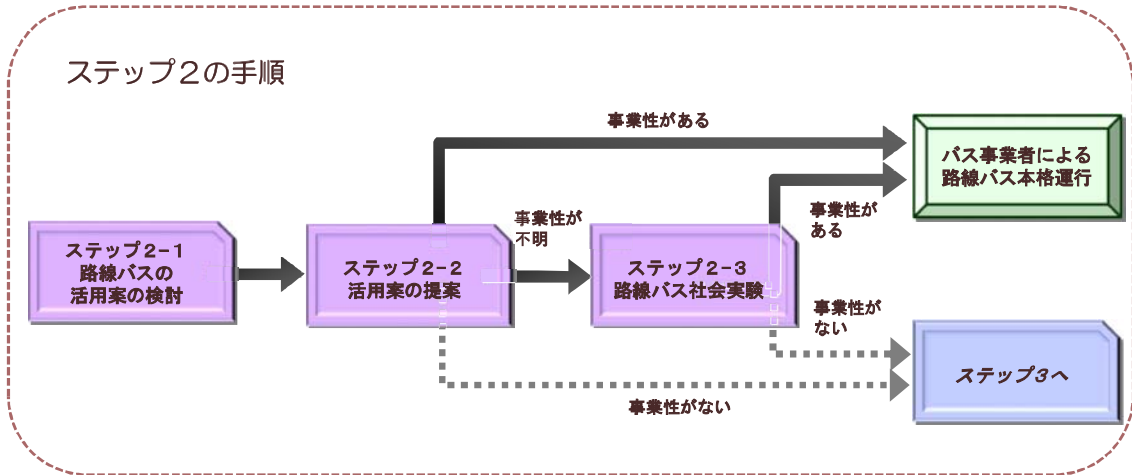 ステップ2の手順
事業性がある
バス事業者による
路線バス本格運行
事業性が
ある
事業性が
不明
ステップ2-1
路線バスの
活用案の検討
ステップ2-2
活用案の提案
ステップ2-3
路線バス社会実験
事業性が
ない
ステップ3へ
事業性がない